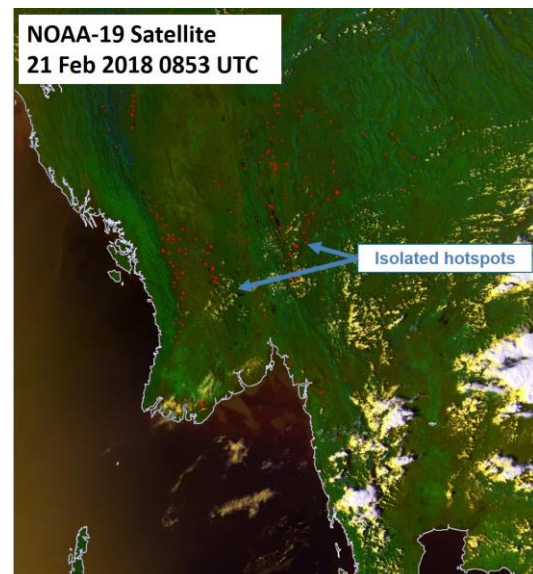 NOAA-19 Satellite
21 Feb 2018 0853 UTC
Isolated hotspots